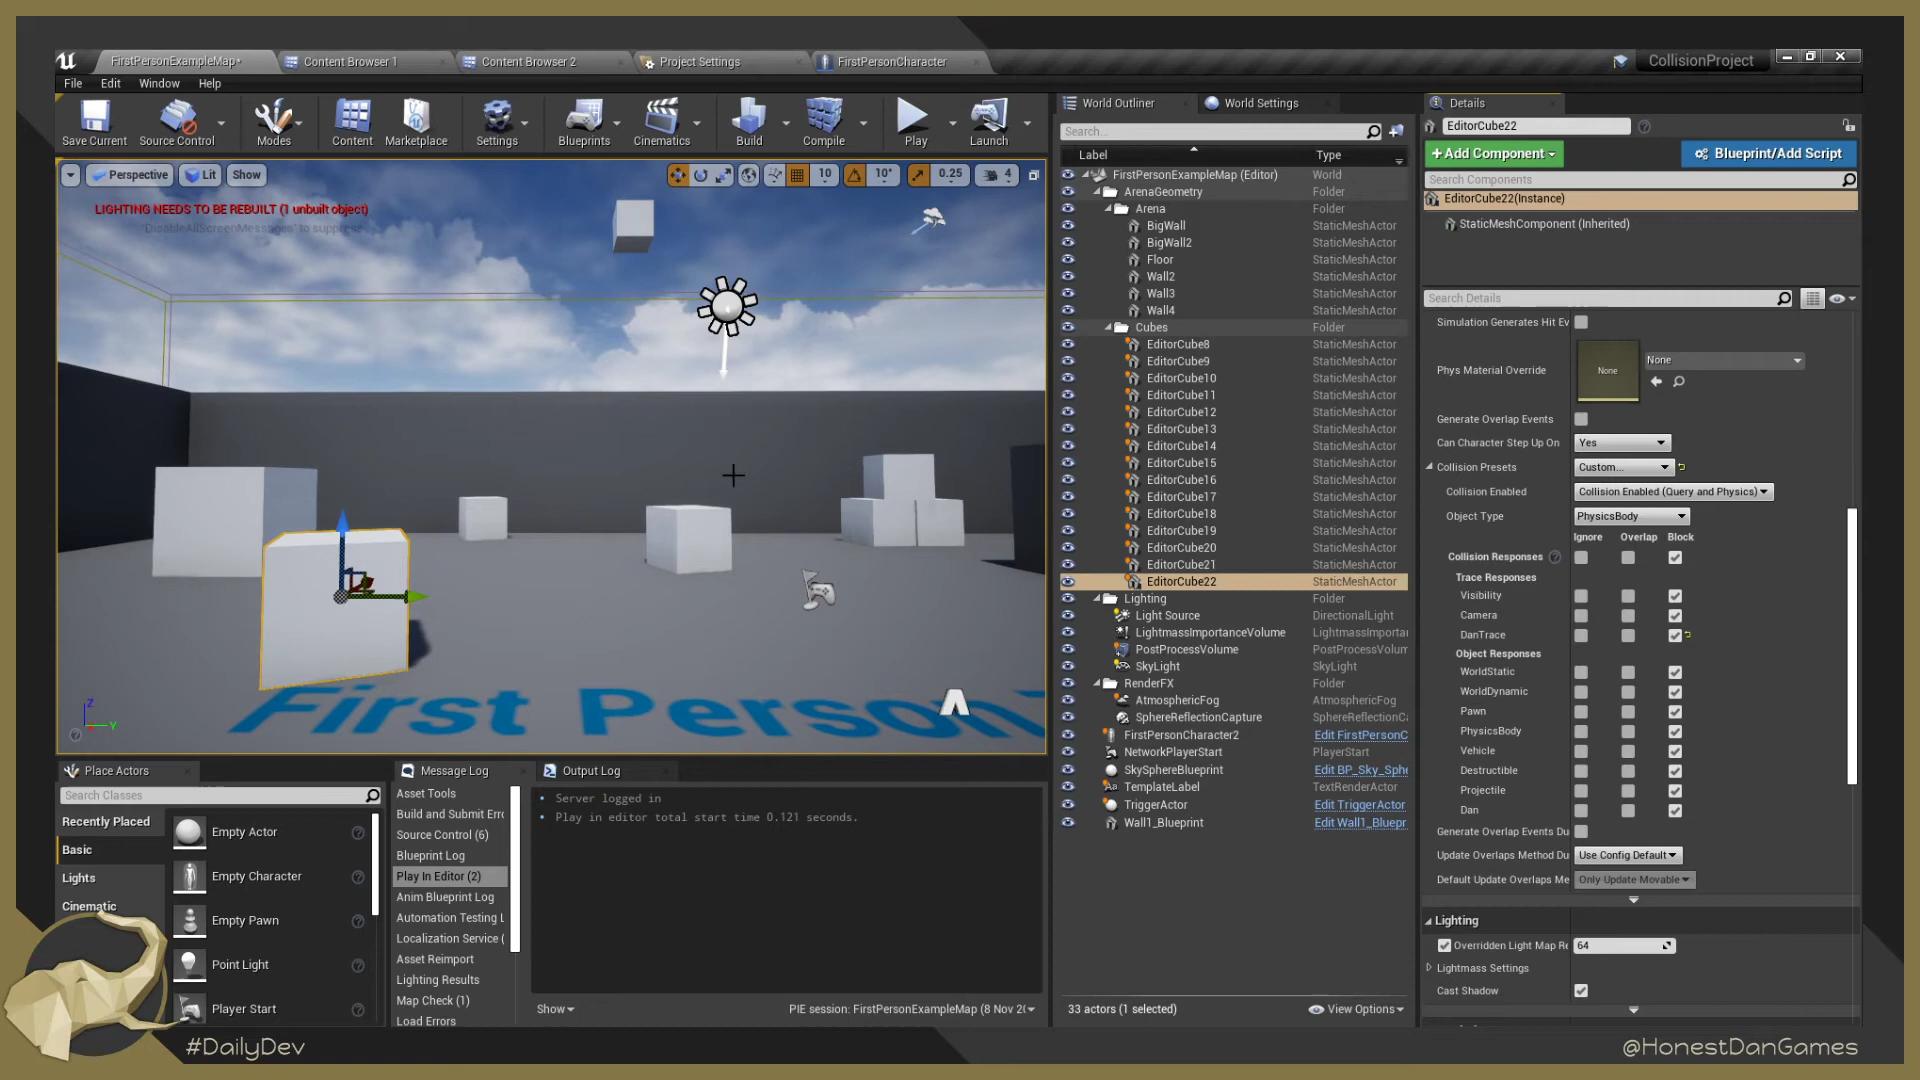 FirstPersonExampleMap*
Content Browser 1
Content Browser 2
Project Settings
FirstPersonCharacter
CollisionProject
File
Edit
Window
Help
Save Current
Source Control
Modes
Content
Marketplace
Settings
Blueprints
Cinematics
Build
Compile
Play
Launch
Perspective
Lit
Show
10
10°
0.25
4
LIGHTING NEEDS TO BE REBUILT (1 unbuilt object)
'DisableAllScreenMessages' to suppress
First Person
Z
Y
World Outliner
World Settings
Search...
Label
Type
FirstPersonExampleMap (Editor)
World
ArenaGeometry
Folder
Arena
Folder
BigWall
StaticMeshActor
BigWall2
StaticMeshActor
Floor
StaticMeshActor
Wall2
StaticMeshActor
Wall3
StaticMeshActor
Wall4
StaticMeshActor
Cubes
Folder
EditorCube8
StaticMeshActor
EditorCube9
StaticMeshActor
EditorCube10
StaticMeshActor
EditorCube11
StaticMeshActor
EditorCube12
StaticMeshActor
EditorCube13
StaticMeshActor
EditorCube14
StaticMeshActor
EditorCube15
StaticMeshActor
EditorCube16
StaticMeshActor
EditorCube17
StaticMeshActor
EditorCube18
StaticMeshActor
EditorCube19
StaticMeshActor
EditorCube20
StaticMeshActor
EditorCube21
StaticMeshActor
EditorCube22
StaticMeshActor
Lighting
Folder
Light Source
DirectionalLight
LightmassImportanceVolume
LightmassImporta
PostProcessVolume
PostProcessVolum
SkyLight
SkyLight
RenderFX
Folder
AtmosphericFog
AtmosphericFog
SphereReflectionCapture
SphereReflectionCa
FirstPersonCharacter2
Edit FirstPersonC
NetworkPlayerStart
PlayerStart
SkySphereBlueprint
Edit BP_Sky_Sphe
TemplateLabel
TextRenderActor
TriggerActor
Edit TriggerActor
Wall1_Blueprint
Edit Wall1_Bluepr
33 actors (1 selected)
View Options
Details
EditorCube22
+Add Component
Blueprint/Add Script
Search Components
EditorCube22(Instance)
StaticMeshComponent (Inherited)
Search Details
Simulation Generates Hit Ev
Phys Material Override
None
None
Generate Overlap Events
Can Character Step Up On
Yes
Collision Presets
Custom...
Collision Enabled
Collision Enabled (Query and Physics)
Object Type
PhysicsBody
Ignore
Overlap
Block
Collision Responses
Trace Responses
Visibility
Camera
DanTrace
Object Responses
WorldStatic
WorldDynamic
Pawn
PhysicsBody
Vehicle
Destructible
Projectile
Dan
Generate Overlap Events Du
Update Overlaps Method Du
Use Config Default
Default Update Overlaps Me
Only Update Movable
Lighting
Overridden Light Map Re
64
Lightmass Settings
Cast Shadow
Place Actors
Search Classes
Recently Placed
Basic
Lights
Cinematic
Empty Actor
Empty Character
Empty Pawn
Point Light
Player Start
Message Log
Output Log
Asset Tools
Build and Submit Erro
Source Control (6)
Blueprint Log
Play In Editor (2)
Anim Blueprint Log
Automation Testing L
Localization Service (
Asset Reimport
Lighting Results
Map Check (1)
Load Errors
• Server logged in
• Play in editor total start time 0.121 seconds.
Show
PIE session: FirstPersonExampleMap (8 Nov 20
#DailyDev
@HonestDanGames